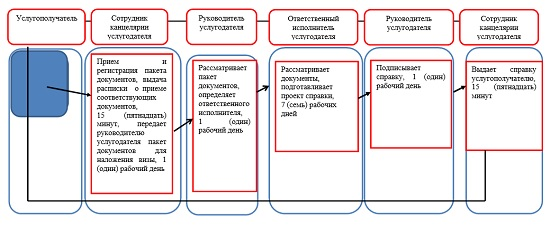 Услугополучатель
Сотрудник
канцелярии
услугодателя
Руководитель
услугодателя
Ответственный
исполнитель
услугодателя
Руководитель
услугодателя
Сотрудник
канцелярии
услугодателя
Прием и
регистрация пакета
документов, выдача
расписки о приеме
соответствующих
документов,
15 (пятнадцать)
минут, передает
руководителю
услугодателя пакет
документов для
наложения визы, 1
(один) рабочий день
Рассматривает
пакет
документов,
определяет
ответственного
исполнителя,
1 (один)
рабочий день
Рассматривает
документы,
подготавливает
проект справки,
7 (семь) рабочих
дней
Подписывает
справку, 1 (один)
рабочий день
Выдает справку
услугополучателю,
15 (пятнадцать)
минут